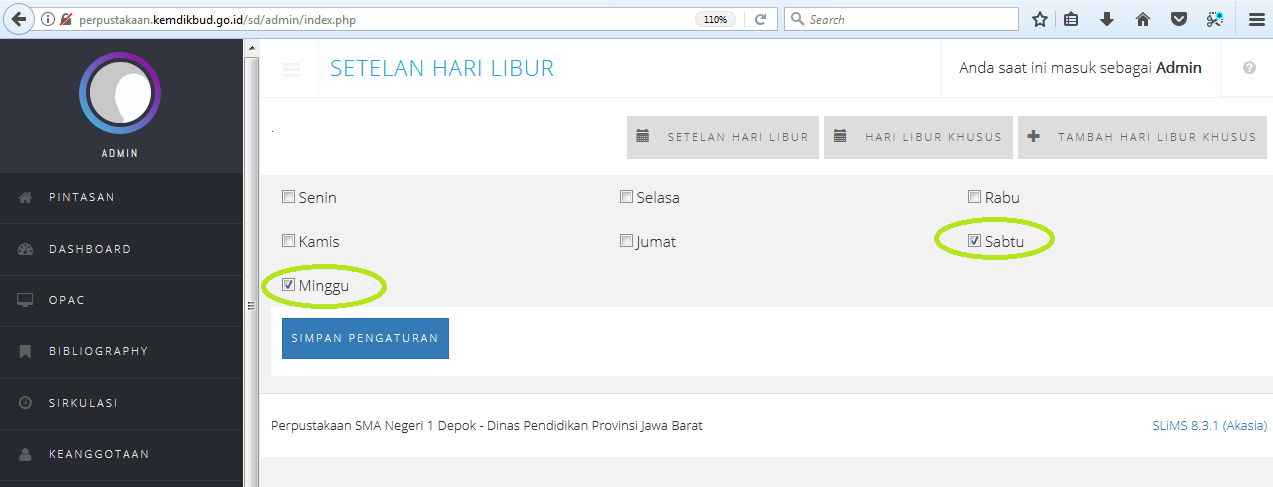 perpustakaan.kemdikbud.go.id/sd/admin/index.php
110%
Search
SETELAN HARI LIBUR
Anda saat ini masuk sebagai Admin
ADMIN
.
SETELAN HARI LIBUR
HARI LIBUR KHUSUS
TAMBAH HARI LIBUR KHUSUS
PINTASAN
DASHBOARD
OPAC
BIBLIOGRAPHY
SIRKULASI
KEANGGOTAAN
Senin
Selasa
Rabu
Kamis
Jumat
Sabtu
Minggu
SIMPAN PENGATURAN
Perpustakaan SMA Negeri 1 Depok - Dinas Pendidikan Provinsi Jawa Barat
SLiMS 8.3.1 (Akasia)